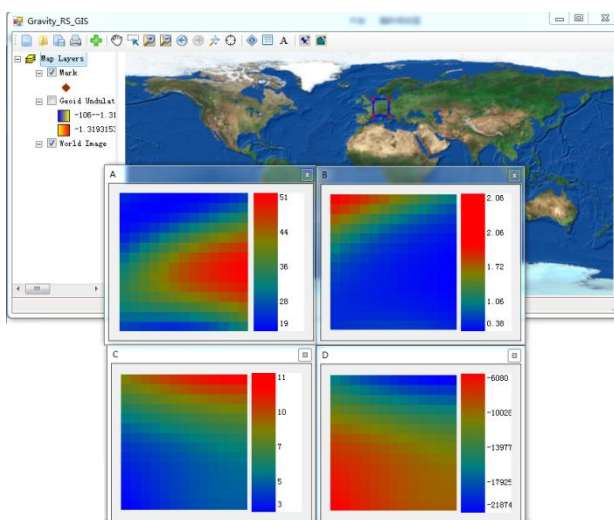 Gravity_RS_GIS
A
Map Layers
Mark
Geoid Undulat
-106--1.31
-1.3193153
World Image
A
51
44
36
28
19
B
2.06
2.06
1.72
1.06
0.38
C
11
10
7
5
3
D
-6080
-10028
-13977
-17925
-21874